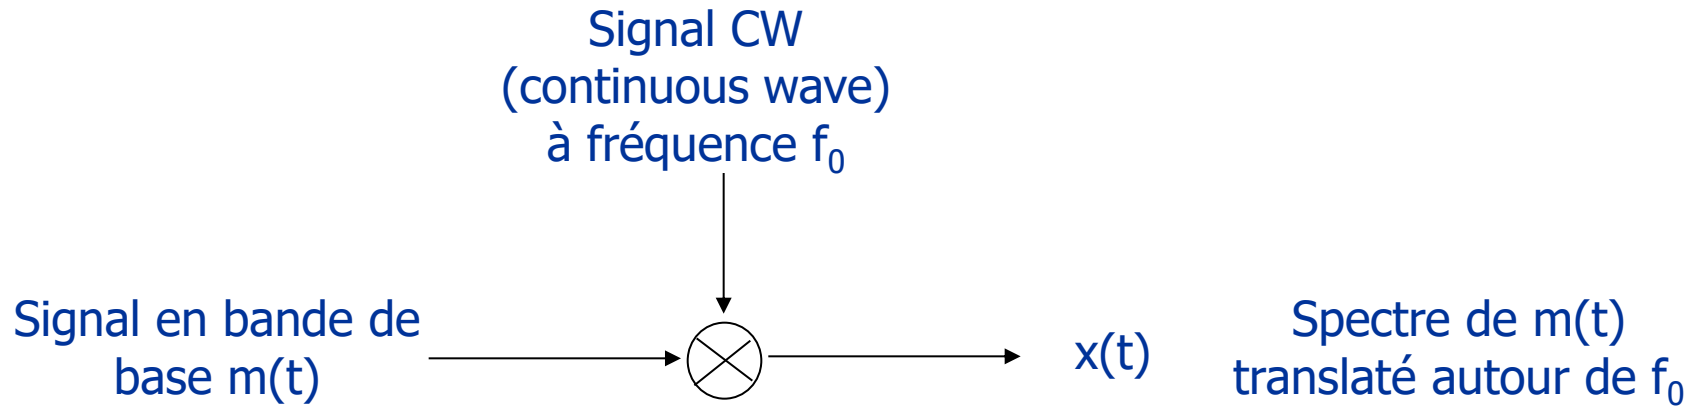 Signal CW
(continuous wave)
à fréquence f₀
Signal en bande de
base m(t)
x(t)
Spectre de m(t)
translaté autour de f₀